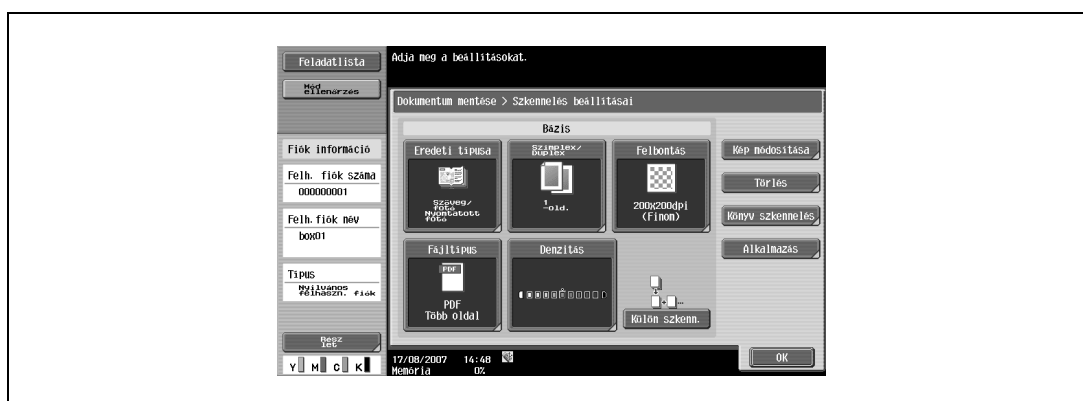 Feladatlista
Mód
ellenőrzés
Adja meg a beállításokat.
Dokumentum mentése > Szkennelés beállításai
Bázis
Fiók információ
Felh. fiók száma
000000001
Felh. fiók név
box01
Típus
Nyilvános
felhaszn. fiók
Resz
let
Y M C K
Eredeti típusa
Szöveg/
fotó
Nyomtatott
fotó
Szimplex/
Duplex
1
-old.
Felbontás
200x200dpi
(Finom)
Fájltípus
PDF
PDF
Több oldal
Denzitás
Külön szkenn.
Kép módosítása
Törlés
Könyv szkennelés
Alkalmazás
17/08/2007 14:48
Memória 0%
OK